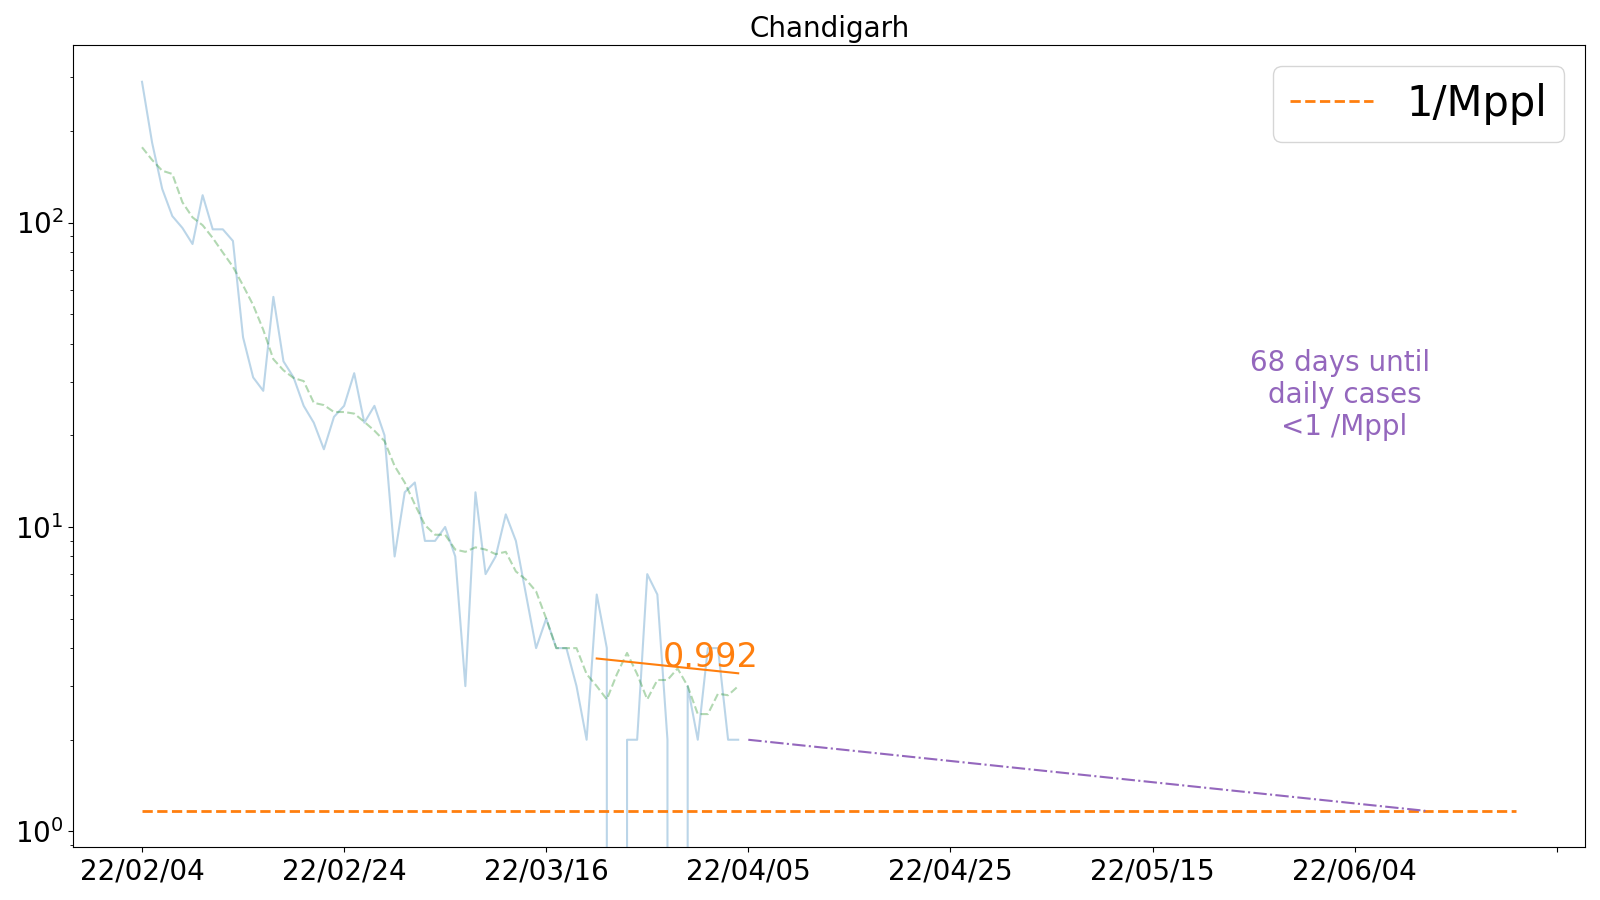 Chandigarh
1/Mppl
10²
68 days until
daily cases
<1 /Mppl
10¹
0.992
10⁰
22/02/04 22/02/24 22/03/16 22/04/05 22/04/25 22/05/15 22/06/04